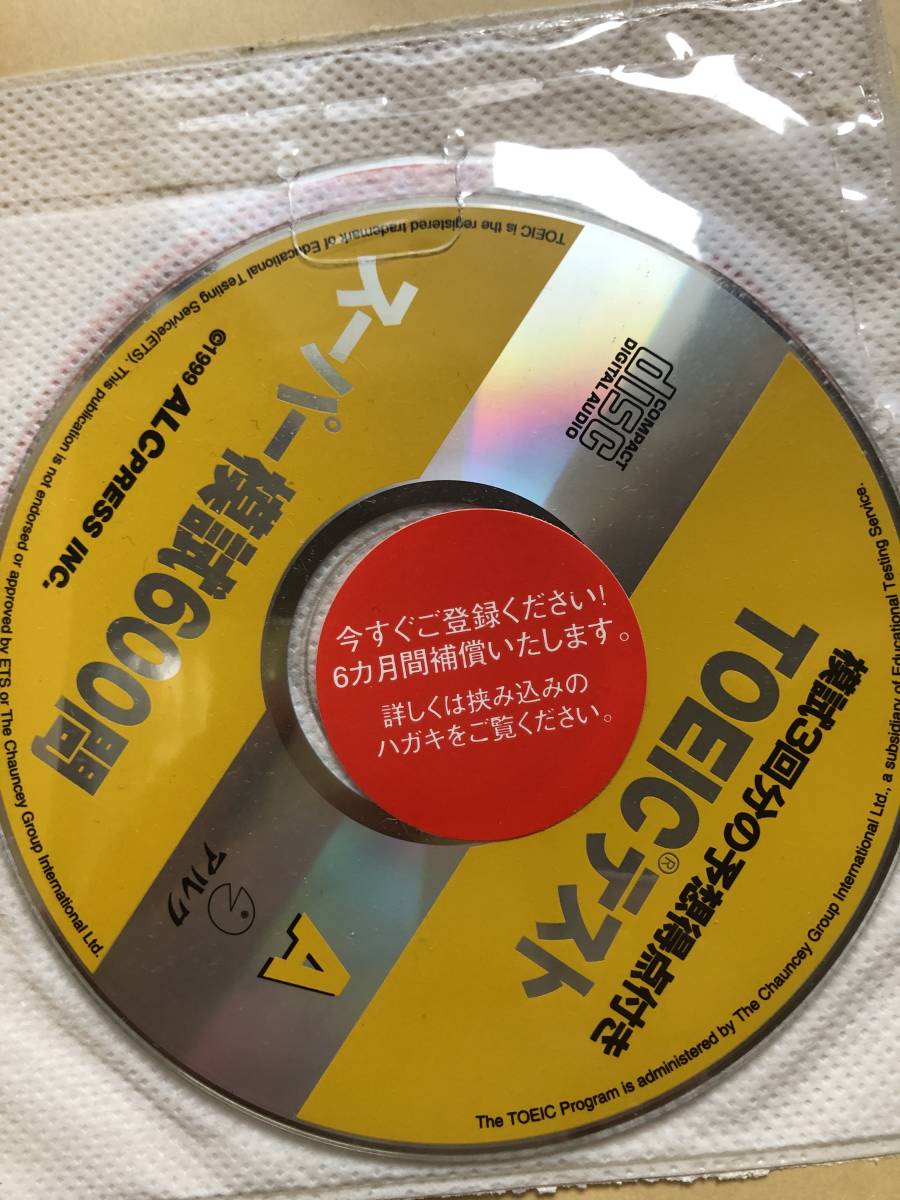 模試3回分の予想得点付き
TOEIC®テスト
スーパー模試600問
©1999 ALCPRESS INC.
COMPACT
disc
DIGITAL AUDIO
今すぐご登録ください!
6カ月間補償いたします。
詳しくは挟み込みの
ハガキをご覧ください。
アルク
A
TOEIC is the registered trademark of Educational Testing Service(ETS). This publication is not endorsed or approved by ETS or The Chauncey Group International Ltd.
The TOEIC Program is administered by The Chauncey Group International Ltd., a subsidiary of Educational Testing Service.